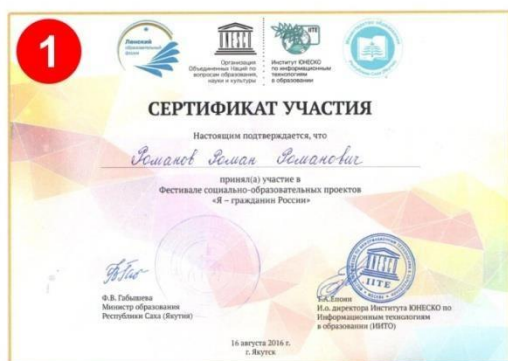 1
Ленский
образовательный
форум
Организация
Объединенных Наций по
вопросам образования,
науки и культуры
Институт ЮНЕСКО
по информационным
технологиям
в образовании
СЕРТИФИКАТ УЧАСТИЯ
Настоящим подтверждается, что
Романов Роман Романович
принял(а) участие в
Фестивале социально-образовательных проектов
«Я – гражданин России»
Ф.В. Габышева
Министр образования
Республики Саха (Якутия)
IITE
И.о. директора Института ЮНЕСКО по
Информационным технологиям
в образовании (ИИТО)
16 августа 2016 г.
г. Якутск